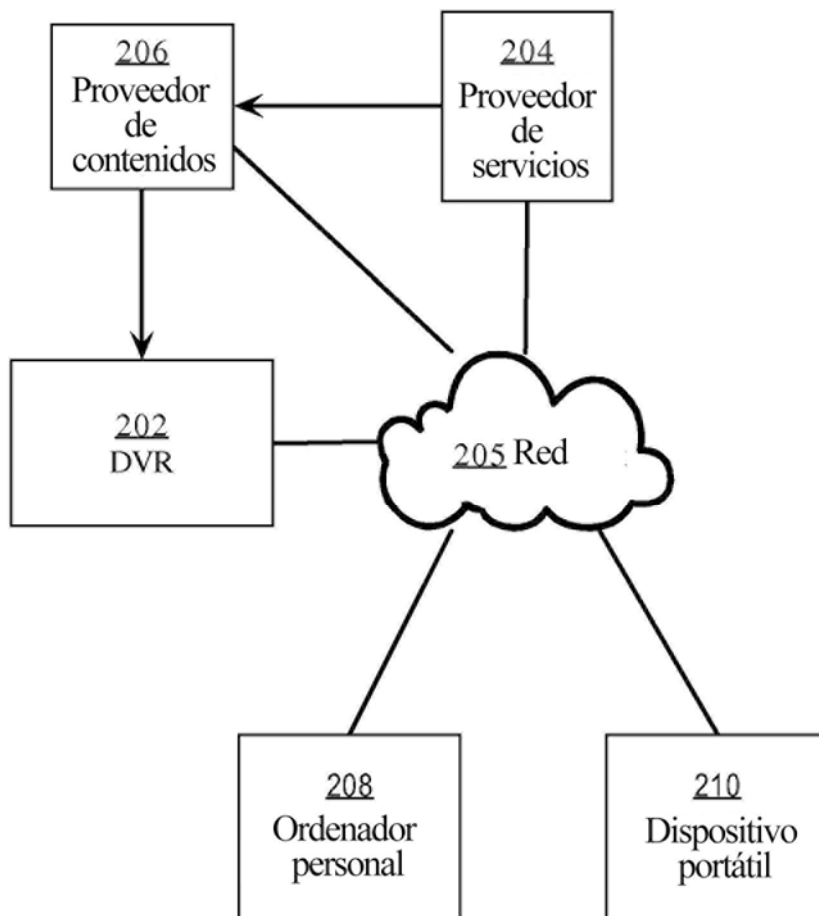 206
Proveedor
de
contenidos
204
Proveedor
de
servicios
202
DVR
205 Red
208
Ordenador
personal
210
Dispositivo
portátil